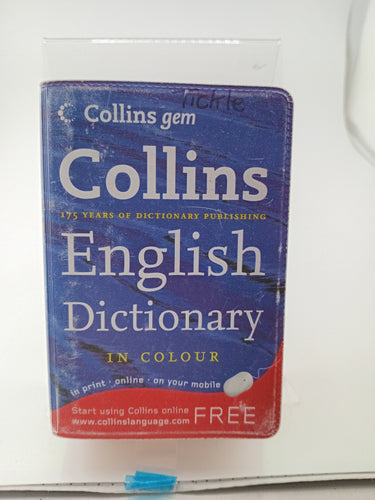 Tickle
Collins gem
Collins
175 YEARS OF DICTIONARY PUBLISHING
English
Dictionary
IN COLOUR
in print · online · on your mobile
Start using Collins online
www.collinslanguage.com
FREE